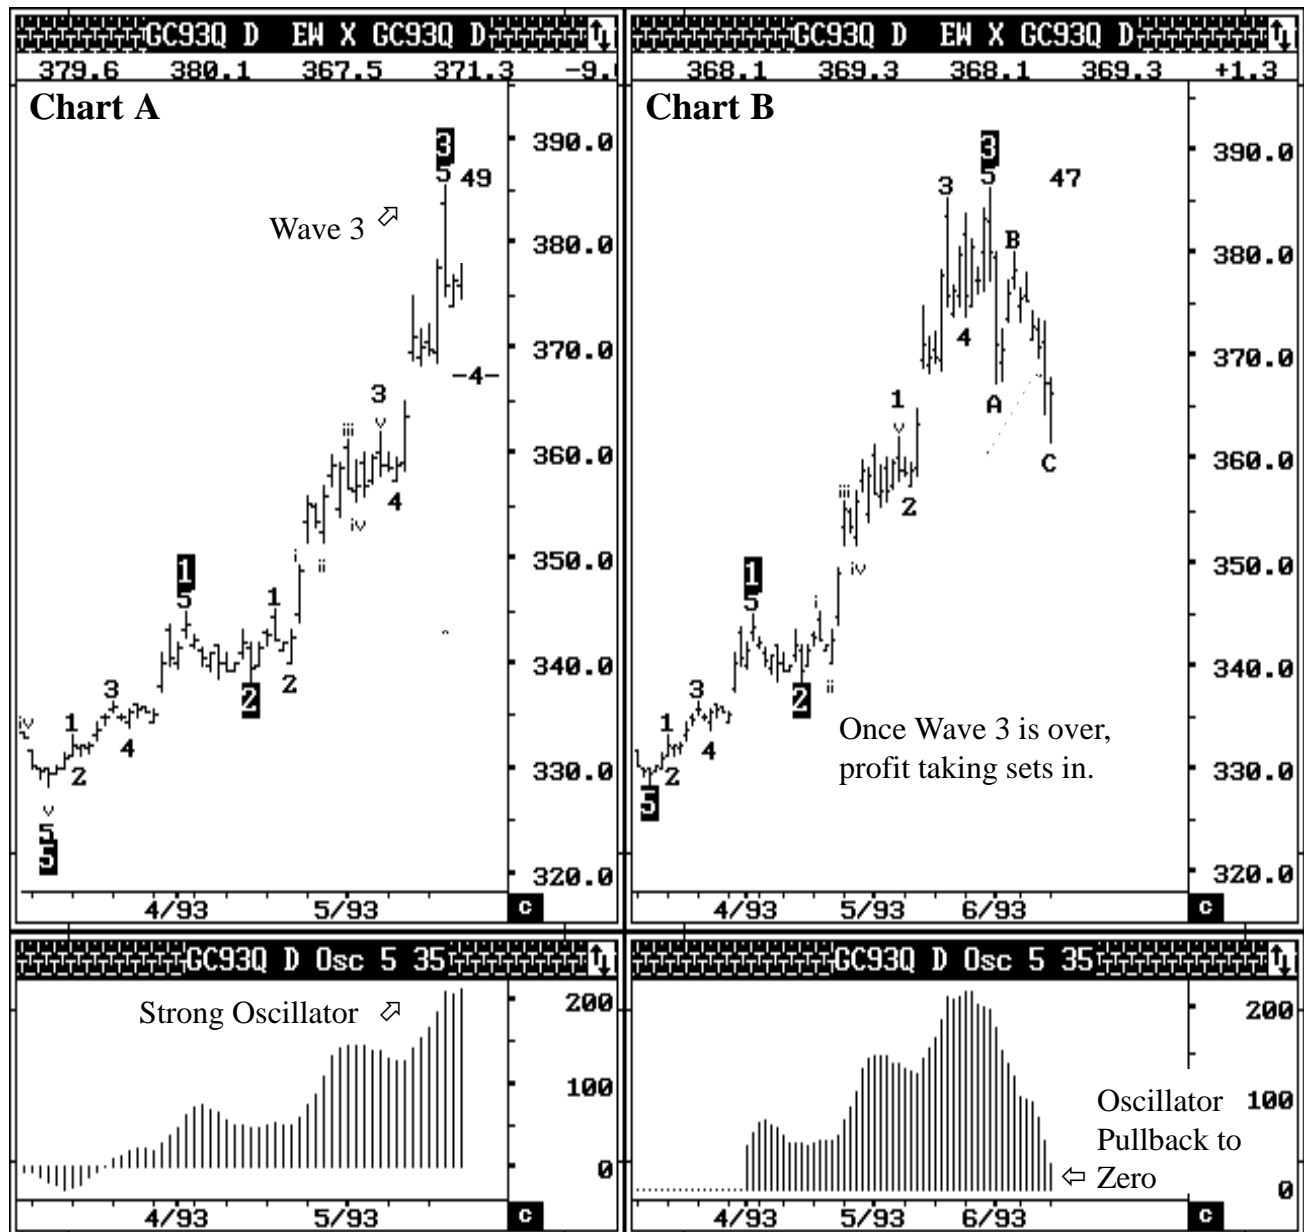 GC93Q D EW X GC93Q D
379.6 380.1 367.5 371.3 -9.
Chart A
390.0
3
5 49
Wave 3
380.0
370.0
-4-
3
v
iii
360.0
4
iv
350.0
i
ii
1
5
1
340.0
2
2
3
iv
1
4
330.0
2
v
5
5
320.0
4/93 5/93 c
GC93Q D Osc 5 35
200
Strong Oscillator
100
0
4/93 5/93 c
GC93Q D EW X GC93Q D
368.1 369.3 368.1 369.3 +1.3
Chart B
390.0
3
3 5 47
B
380.0
4
370.0
A
1
v
360.0
C
iii
2
iv
350.0
1
5
i
340.0
ii
2
3
1
4
Once Wave 3 is over,
profit taking sets in.
330.0
2
5
320.0
4/93 5/93 6/93 c
GC93Q D Osc 5 35
200
100
Oscillator
Pullback to
Zero
0
4/93 5/93 6/93 c